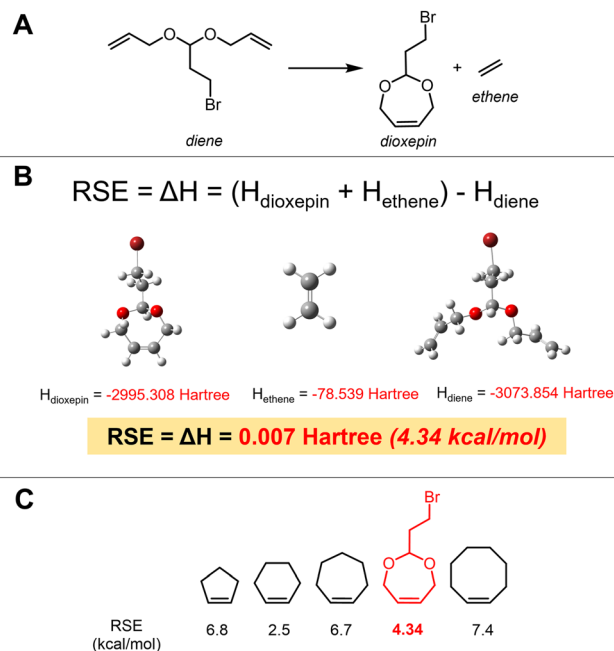 A
O O
Br
diene
Br
O O
dioxepin
+
ethene
B
RSE = ΔH = (Hdioxepin + Hethene) - Hdiene
Hdioxepin = -2995.308 Hartree
Hethene = -78.539 Hartree
Hdiene = -3073.854 Hartree
RSE = ΔH = 0.007 Hartree (4.34 kcal/mol)
C
Br
O O
RSE
(kcal/mol)
6.8 2.5 6.7 4.34 7.4